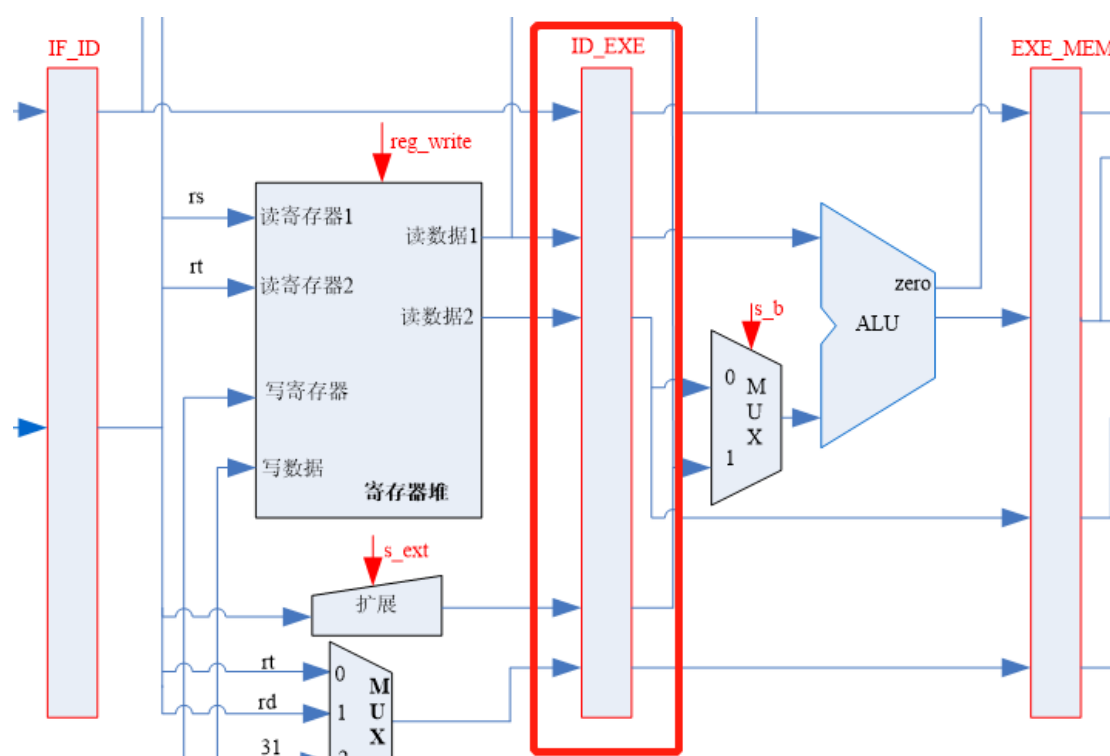 IF_ID
ID_EXE
EXE_MEM
reg_write
rs
读寄存器1
读数据1
rt
读寄存器2
读数据2
zero
ALU
s_b
0
MUX
1
写寄存器
写数据
寄存器堆
s_ext
扩展
rt
0
MUX
rd
1
31